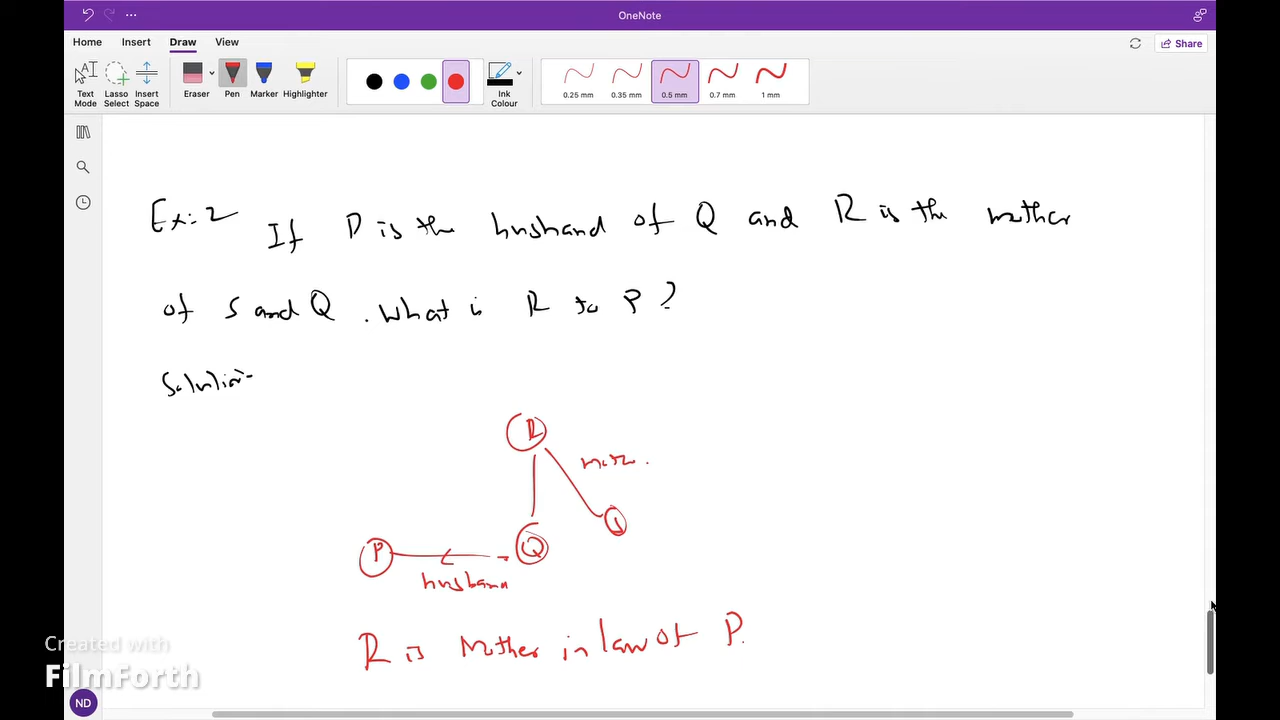 OneNote
Home Insert Draw View
Share
Text Mode Lasso Select Insert Space Eraser Pen Marker Highlighter Ink Colour 0.25 mm 0.35 mm 0.5 mm 0.7 mm 1 mm
Ex:-2 If P is the husband of Q and R is the mother
of S and Q. What is R to P?
Solution:-
R
mother.
Q
P Q
husband
R is Mother in law of P.
Created with
FilmForth
ND